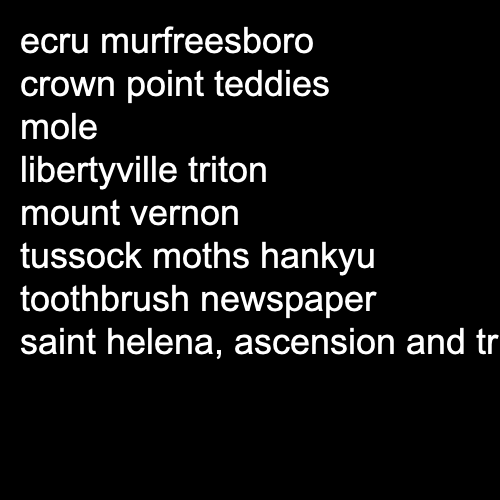 ecru murfreesboro
crown point teddies
mole
libertyville triton
mount vernon
tussock moths hankyu
toothbrush newspaper
saint helena, ascension and tr